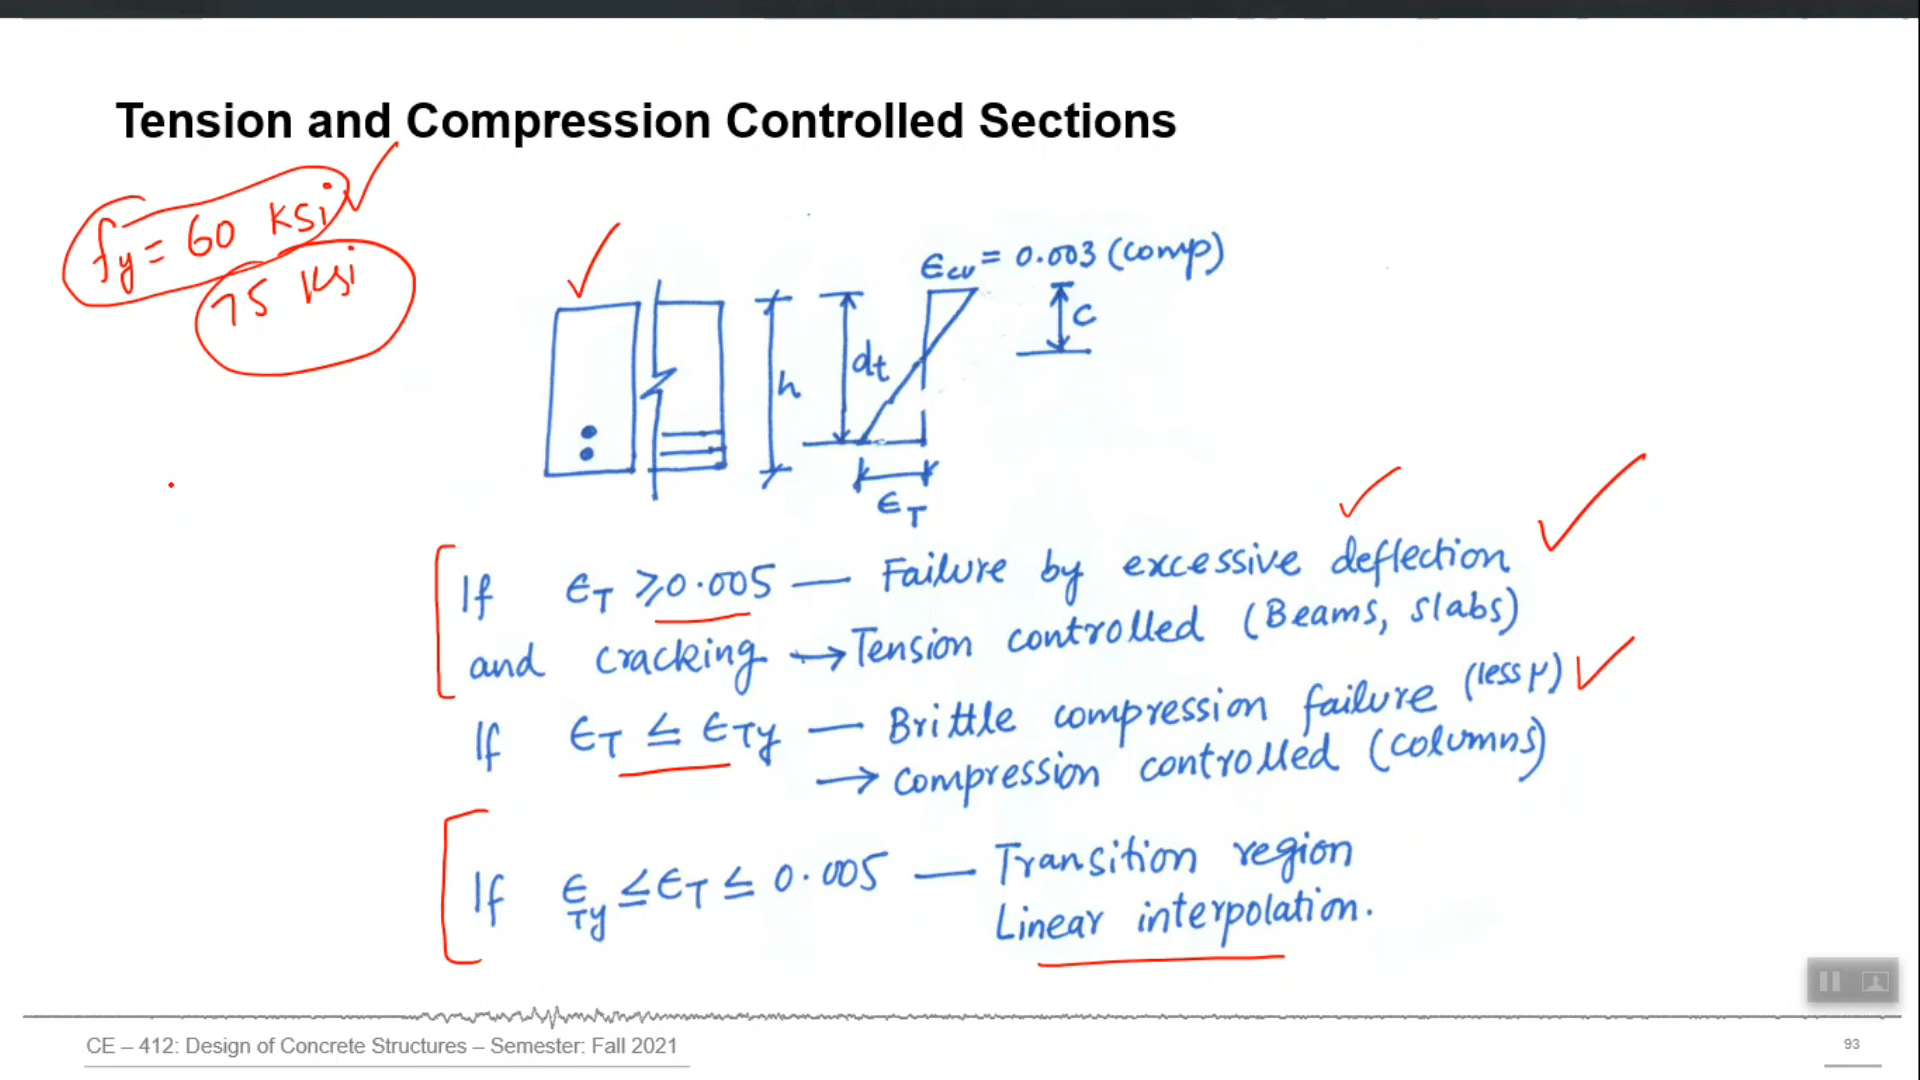 Tension and Compression Controlled Sections
fy = 60 ksi
75 ksi
ϵcu = 0.003 (comp)
c
dt
h
ϵT
If ϵT ≥ 0.005 — Failure by excessive deflection
and cracking → Tension controlled (Beams, slabs)
If ϵT ≤ ϵTy — Brittle compression failure (less μ)
→ compression controlled (columns)
If ϵTy ≤ ϵT ≤ 0.005 — Transition region
Linear interpolation.
CE – 412: Design of Concrete Structures – Semester: Fall 2021
93